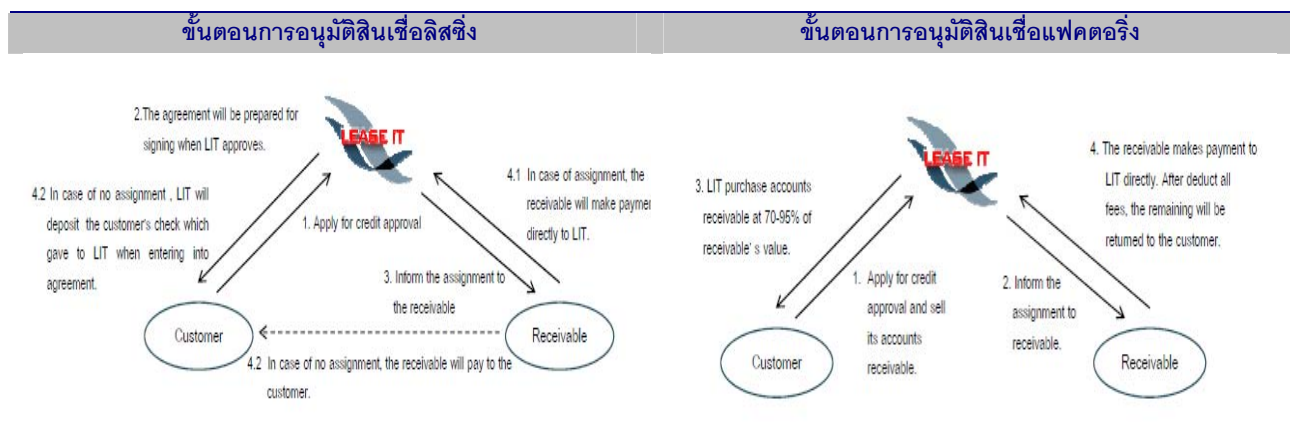 ขั้นตอนการอนุมัติสินเชื่อลิสซิ่ง
2.The agreement will be prepared for
signing when LIT approves.
LEASE IT
4.2 In case of no assignment , LIT will
deposit the customer's check which
gave to LIT when entering into
agreement.
1. Apply for credit approval
4.1 In case of assignment, the
receivable will make paymen
directly to LIT.
3. Inform the assignment to
the receivable
Customer
Receivable
4.2 In case of no assignment, the receivable will pay to the
customer.
ขั้นตอนการอนุมัติสินเชื่อแฟคตอริ่ง
LEASE IT
3. LIT purchase accounts
receivable at 70-95% of
receivable' s value.
4. The receivable makes payment to
LIT directly. After deduct all
fees, the remaining will be
returned to the customer.
1. Apply for credit
approval and sell
its accounts
receivable.
2. Inform the
assignment to
receivable.
Customer
Receivable